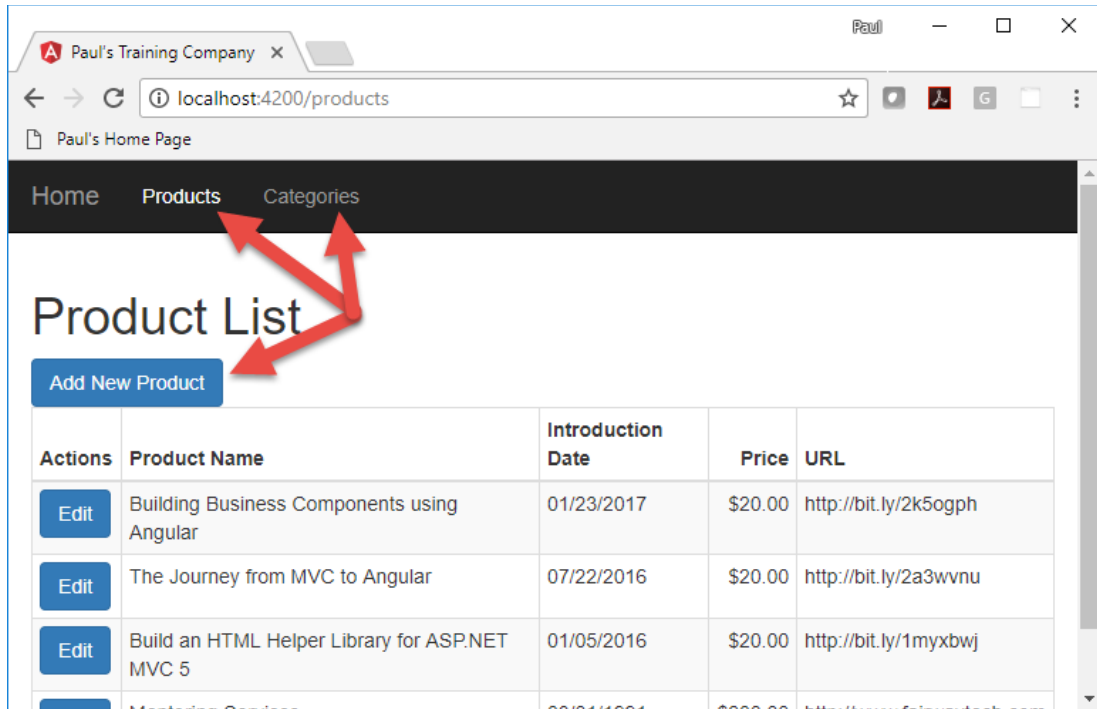 Paul
Paul's Training Company
localhost:4200/products
G
Paul's Home Page
Home Products Categories
Product List
Add New Product
Introduction
Actions Product Name Date Price URL
Edit Building Business Components using 01/23/2017 $20.00 http://bit.ly/2k5ogph
Angular
Edit The Journey from MVC to Angular 07/22/2016 $20.00 http://bit.ly/2a3wvnu
Edit Build an HTML Helper Library for ASP.NET 01/05/2016 $20.00 http://bit.ly/1myxbwj
MVC 5